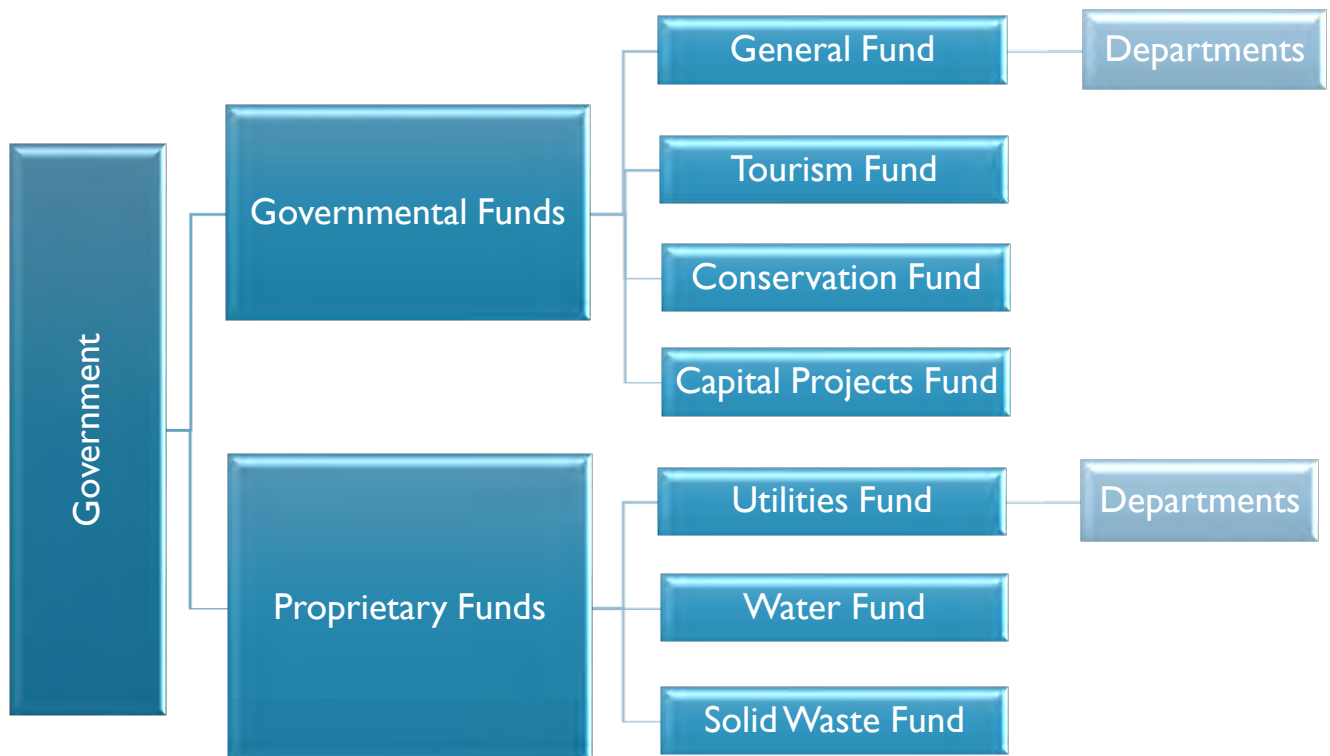 Government
Governmental Funds
General Fund
Departments
Tourism Fund
Conservation Fund
Capital Projects Fund
Proprietary Funds
Utilities Fund
Departments
Water Fund
Solid Waste Fund